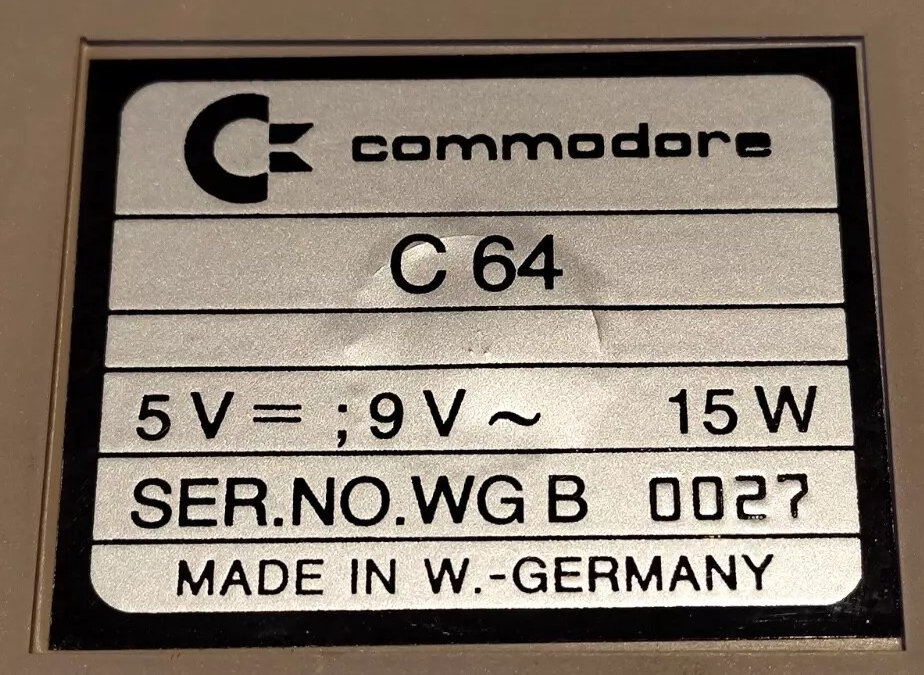 commodore
C 64
5 V = ; 9 V ~ 15 W
SER.NO.WG B 0027
MADE IN W.-GERMANY